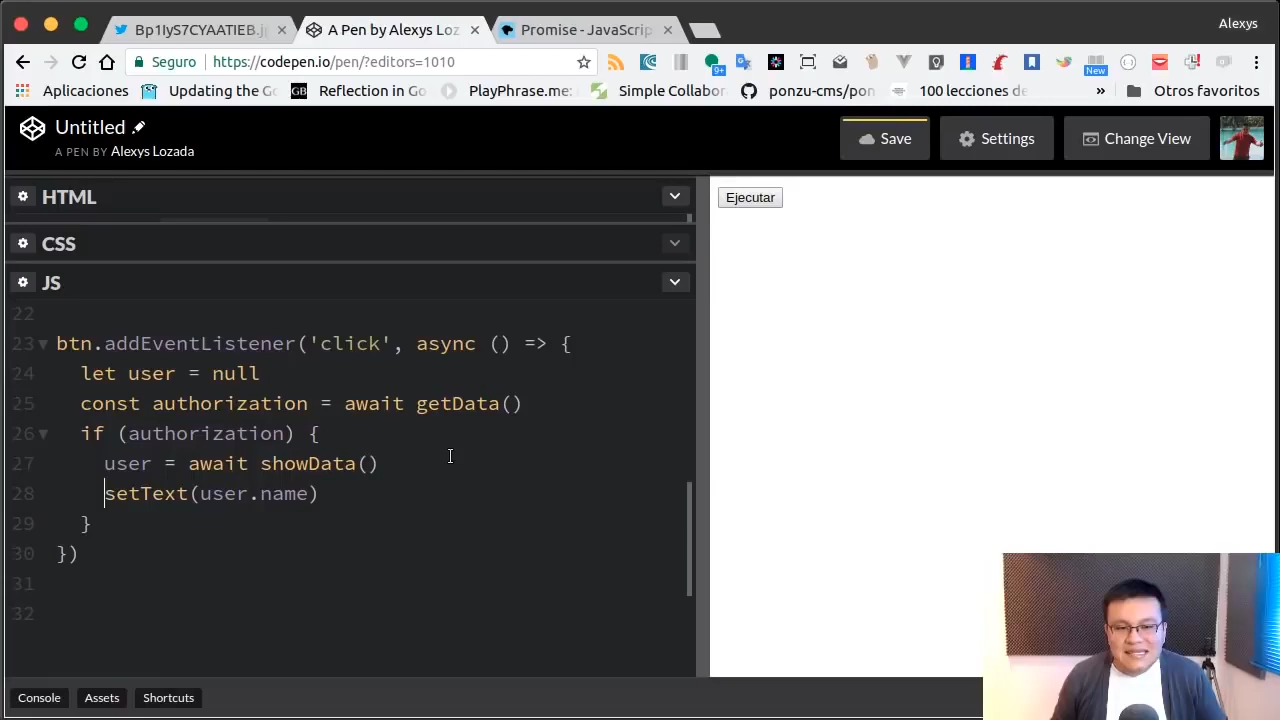 Bp1IyS7CYAATIEB.j
A Pen by Alexys Loz
Promise - JavaScrip
Alexys
Seguro
https://codepen.io/pen/?editors=1010
9+
New
Aplicaciones
Updating the Go
GB
Reflection in Go
PlayPhrase.me:
Simple Collabor
ponzu-cms/pon
100 lecciones de
»
Otros favoritos
Untitled
A PEN BY Alexys Lozada
Save
Settings
Change View
HTML
CSS
JS
Ejecutar
22
23 btn.addEventListener('click', async () => {
24 let user = null
25 const authorization = await getData()
26 if (authorization) {
27 user = await showData()
28 setText(user.name)
29 }
30 })
31
32
Console
Assets
Shortcuts